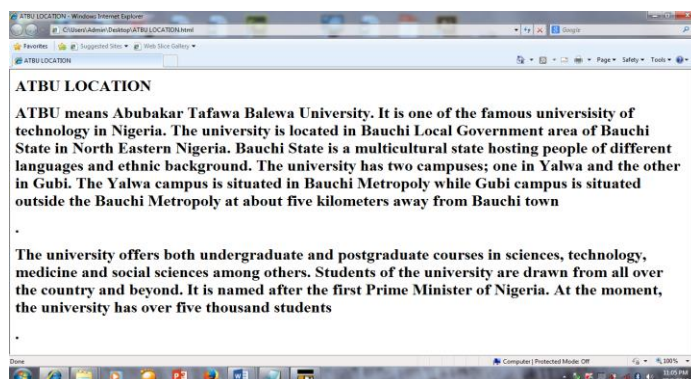 ATBU LOCATION - Windows Internet Explorer
C:\Users\Admin\Desktop\ATBU LOCATION.html
Google
Favorites Suggested Sites Web Slice Gallery
ATBU LOCATION
Page Safety Tools
ATBU LOCATION
ATBU means Abubakar Tafawa Balewa University. It is one of the famous universisity of
technology in Nigeria. The university is located in Bauchi Local Government area of Bauchi
State in North Eastern Nigeria. Bauchi State is a multicultural state hosting people of different
languages and ethnic background. The university has two campuses; one in Yalwa and the other
in Gubi. The Yalwa campus is situated in Bauchi Metropoly while Gubi campus is situated
outside the Bauchi Metropoly at about five kilometers away from Bauchi town
.
The university offers both undergraduate and postgraduate courses in sciences, technology,
medicine and social sciences among others. Students of the university are drawn from all over
the country and beyond. It is named after the first Prime Minister of Nigeria. At the moment,
the university has over five thousand students
.
Done
Computer | Protected Mode: Off
100%
11:05 PM